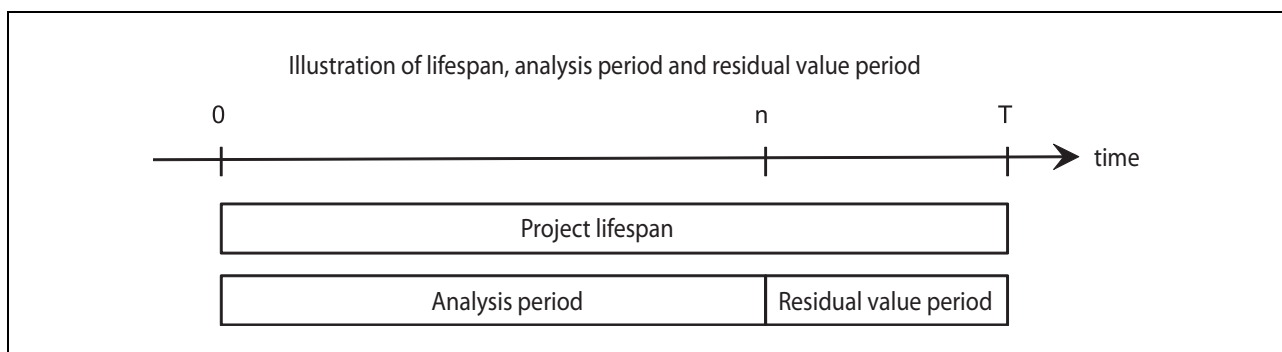 Illustration of lifespan, analysis period and residual value period
0 n T
time
Project lifespan
Analysis period Residual value period